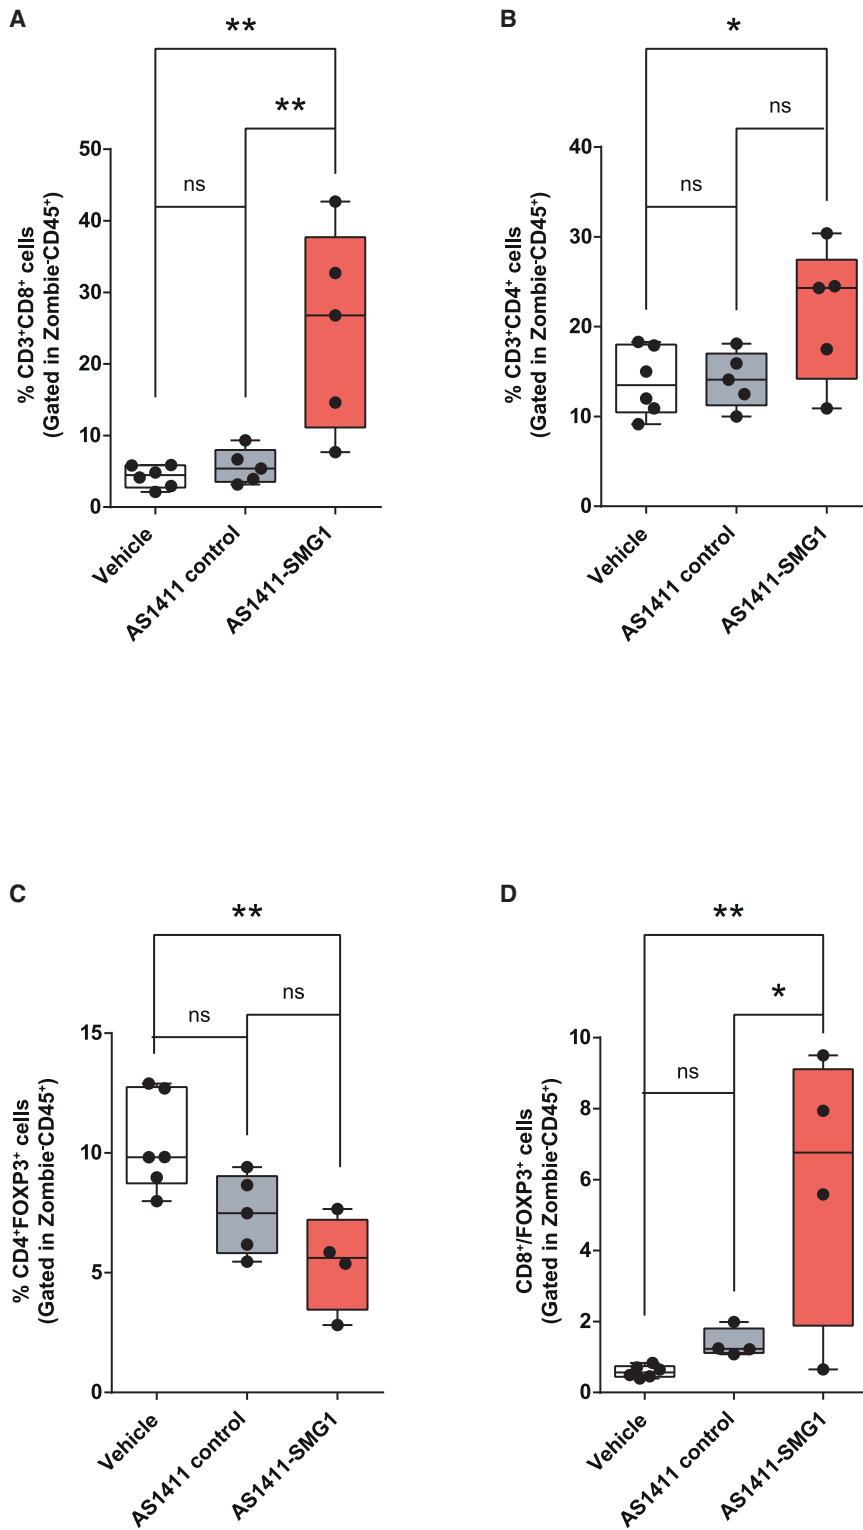 A
**
**
ns
% CD3⁺CD8⁺ cells
(Gated in Zombie⁻CD45⁺)
50
40
30
20
10
0
Vehicle
AS1411 control
AS1411-SMG1
B
*
ns
ns
% CD3⁺CD4⁺ cells
(Gated in Zombie⁻CD45⁺)
40
30
20
10
0
Vehicle
AS1411 control
AS1411-SMG1
C
**
ns
ns
% CD4⁺FOXP3⁺ cells
(Gated in Zombie⁻CD45⁺)
15
10
5
0
Vehicle
AS1411 control
AS1411-SMG1
D
**
*
ns
CD8⁺/FOXP3⁺ cells
(Gated in Zombie⁻CD45⁺)
10
8
6
4
2
0
Vehicle
AS1411 control
AS1411-SMG1